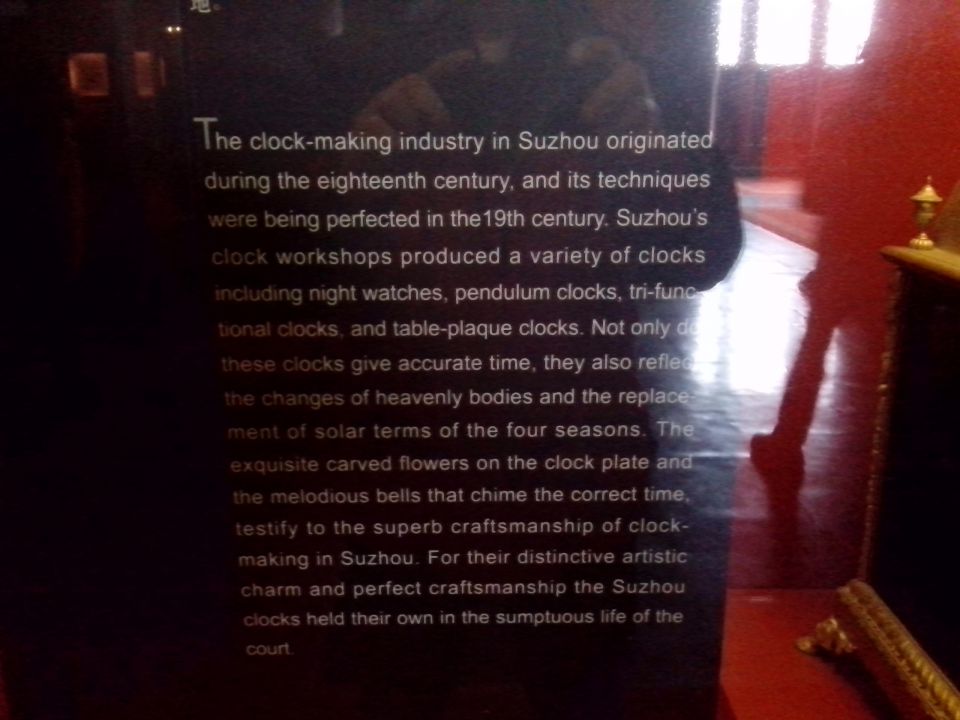 地。
The clock-making industry in Suzhou originated
during the eighteenth century, and its techniques
were being perfected in the19th century. Suzhou's
clock workshops produced a variety of clocks
including night watches, pendulum clocks, tri-func-
tional clocks, and table-plaque clocks. Not only do
these clocks give accurate time, they also reflect
the changes of heavenly bodies and the replace-
ment of solar terms of the four seasons. The
exquisite carved flowers on the clock plate and
the melodious bells that chime the correct time,
testify to the superb craftsmanship of clock-
making in Suzhou. For their distinctive artistic
charm and perfect craftsmanship the Suzhou
clocks held their own in the sumptuous life of the
court.